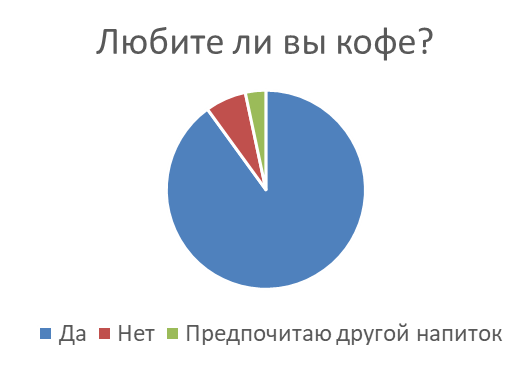 Любите ли вы кофе?
Да Нет Предпочитаю другой напиток